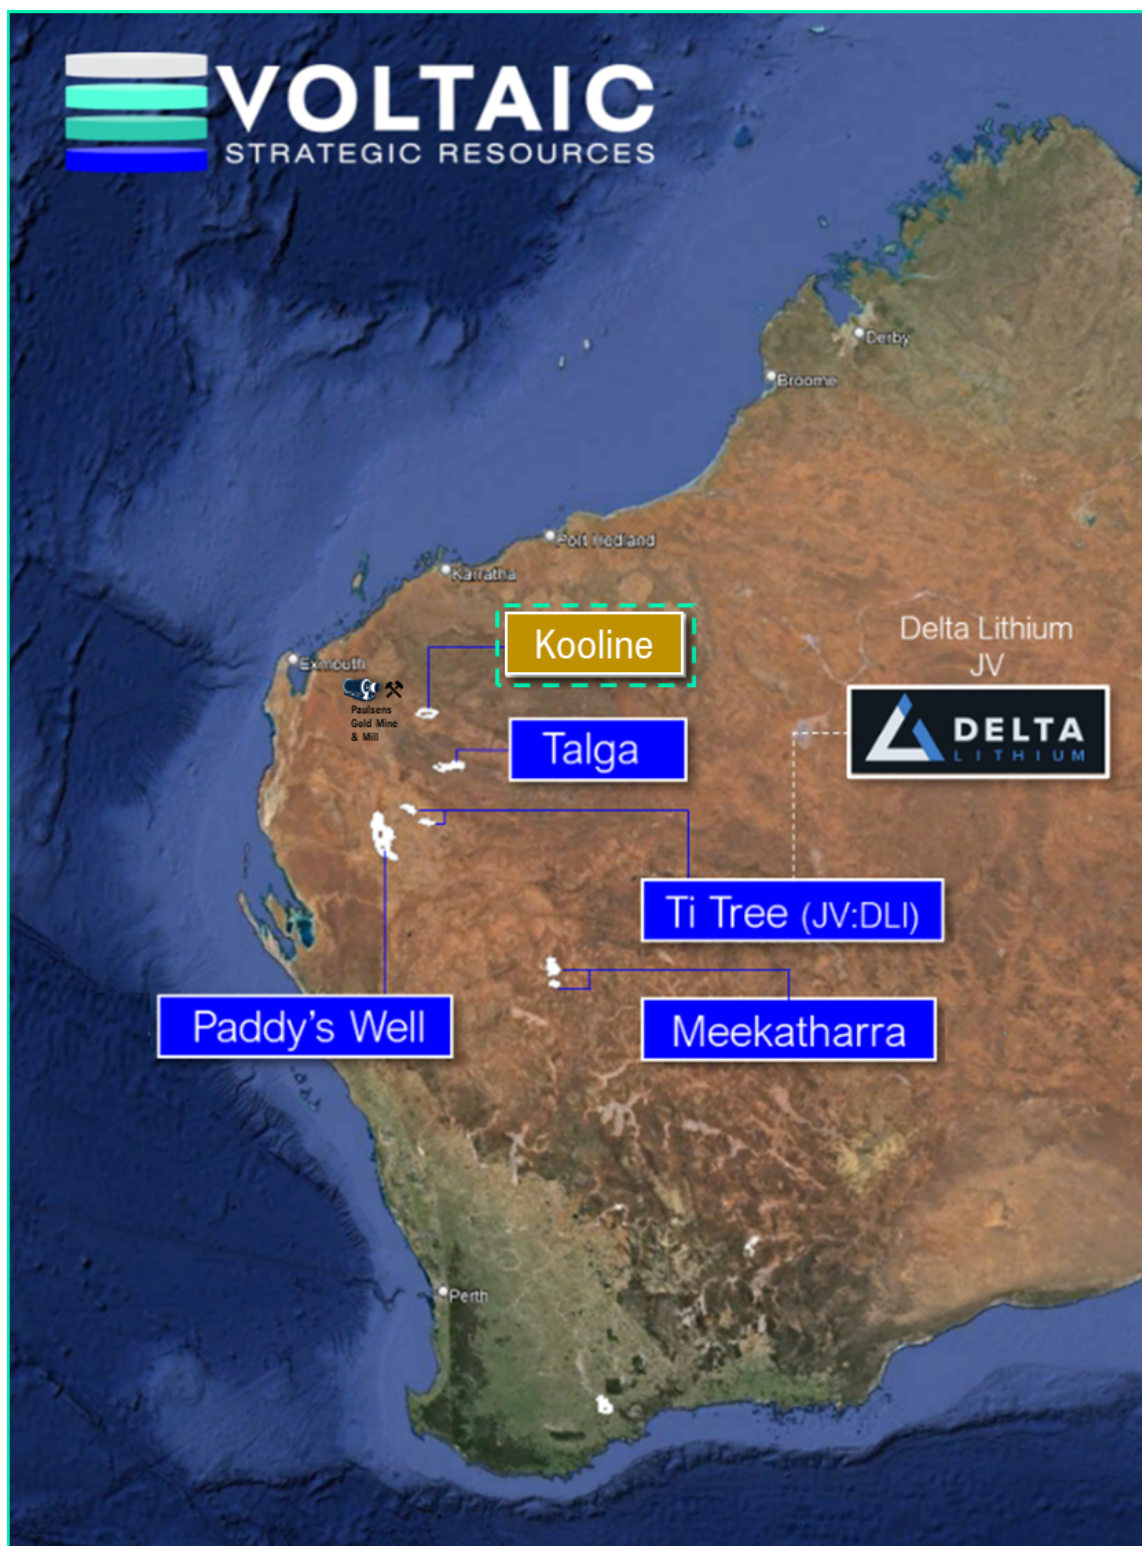 VOLTAIC
STRATEGIC RESOURCES
Derby
Broome
Port Hedland
Karratha
Kooline
Delta Lithium
JV
Exmouth
Paulsens
Gold Mine
& Mill
DELTA
LITHIUM
Talga
Ti Tree (JV:DLI)
Paddy's Well
Meekatharra
Perth